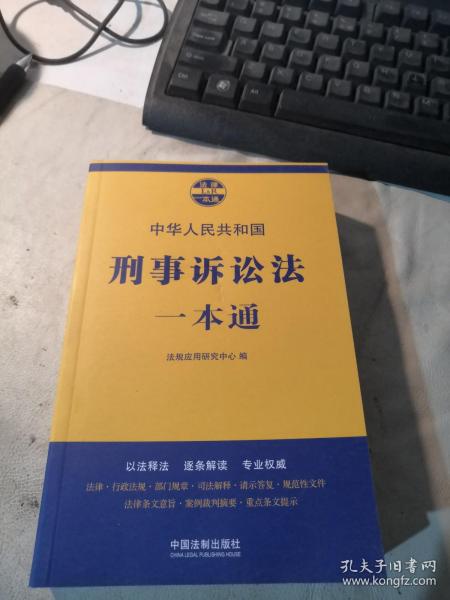 法律
L&R
一本通
中华人民共和国
刑事诉讼法
一本通
法规应用研究中心 编
以法释法 逐条解读 专业权威
法律·行政法规·部门规章·司法解释·请示答复·规范性文件
法律条文意旨·案例裁判摘要·重点条文提示
中国法制出版社
CHINA LEGAL PUBLISHING HOUSE
孔夫子旧书网
www.kongfz.com